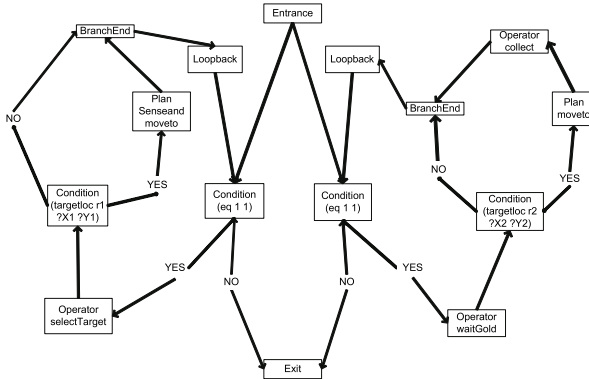 Entrance
BranchEnd
Loopback
Loopback
Operator
collect
Plan
Senseand
moveto
BranchEnd
Plan
moveto
NO
YES
NO
YES
Condition
(targetloc r1
?X1 ?Y1)
Condition
(eq 1 1)
Condition
(eq 1 1)
Condition
(targetloc r2
?X2 ?Y2)
YES
NO
NO
YES
Operator
selectTarget
Operator
waitGold
Exit